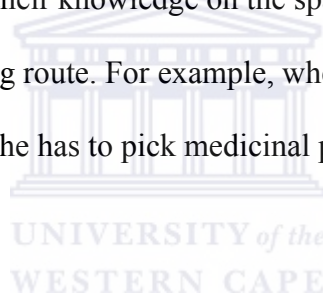 their knowledge on the sp
g route. For example, whe
he has to pick medicinal p
UNIVERSITY of the
WESTERN CAPE